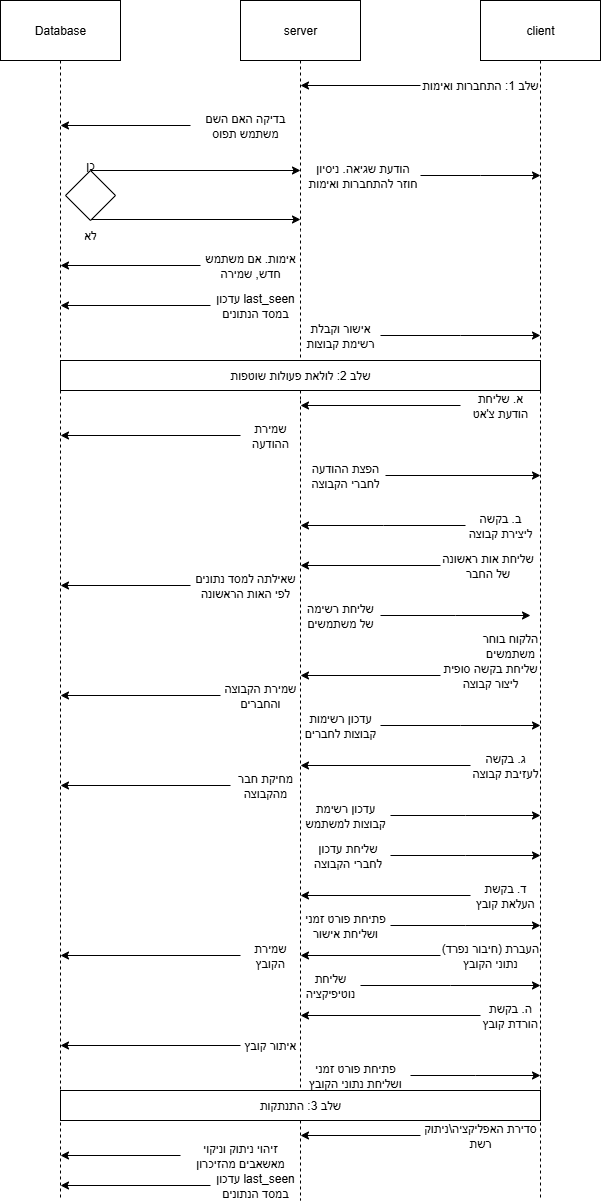 Database
server
client
שלב 1: התחברות ואימות
בדיקה האם השם
משתמש תפוס
כן
הודעת שגיאה. ניסיון
חוזר להתחברות ואימות
לא
אימות. אם משתמש
חדש, שמירה
עדכון last_seen
במסד הנתונים
אישור וקבלת
רשימת קבוצות
שלב 2: לולאת פעולות שוטפות
א. שליחת
הודעת צ'אט
שמירת
ההודעה
הפצת ההודעה
לחברי הקבוצה
ב. בקשה
ליצירת קבוצה
שליחת אות ראשונה
של החבר
שאילתה למסד נתונים
לפי האות הראשונה
שליחת רשימה
של משתמשים
הלקוח בוחר
משתמשים
שליחת בקשה סופית
ליצור קבוצה
שמירת הקבוצה
והחברים
עדכון רשימות
קבוצות לחברים
ג. בקשה
לעזיבת קבוצה
מחיקת חבר
מהקבוצה
עדכון רשימת
קבוצות למשתמש
שליחת עדכון
לחברי הקבוצה
ד. בקשת
העלאת קובץ
פתיחת פורט זמני
ושליחת אישור
העברת (חיבור נפרד)
נתוני הקובץ
שמירת
הקובץ
שליחת
נוטיפיקציה
ה. בקשת
הורדת קובץ
איתור קובץ
פתיחת פורט זמני
ושליחת נתוני הקובץ
שלב 3: התנתקות
סדירת האפליקציה\ניתוק
רשת
זיהוי ניתוק וניקוי
מאשאבים מהזיכרון
עדכון last_seen
במסד הנתונים